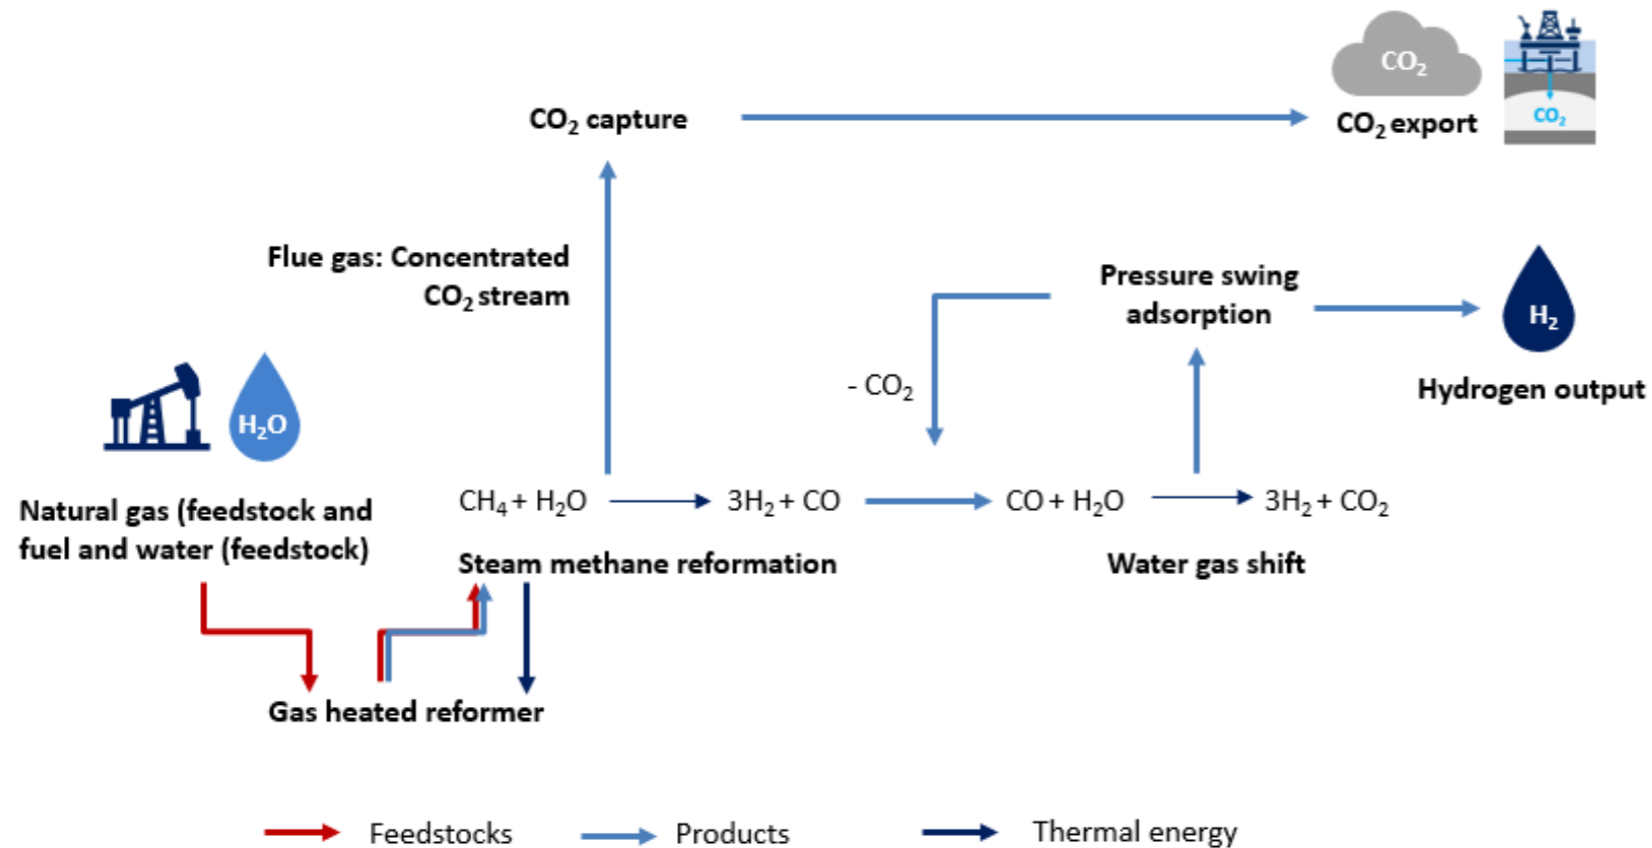 CO₂
CO₂ capture
CO₂ export
CO₂
Flue gas: Concentrated
CO₂ stream
Pressure swing
adsorption
H₂
Hydrogen output
- CO₂
H₂O
Natural gas (feedstock and
fuel and water (feedstock)
CH₄ + H₂O
3H₂ + CO
CO + H₂O
3H₂ + CO₂
Steam methane reformation
Water gas shift
Gas heated reformer
Feedstocks
Products
Thermal energy